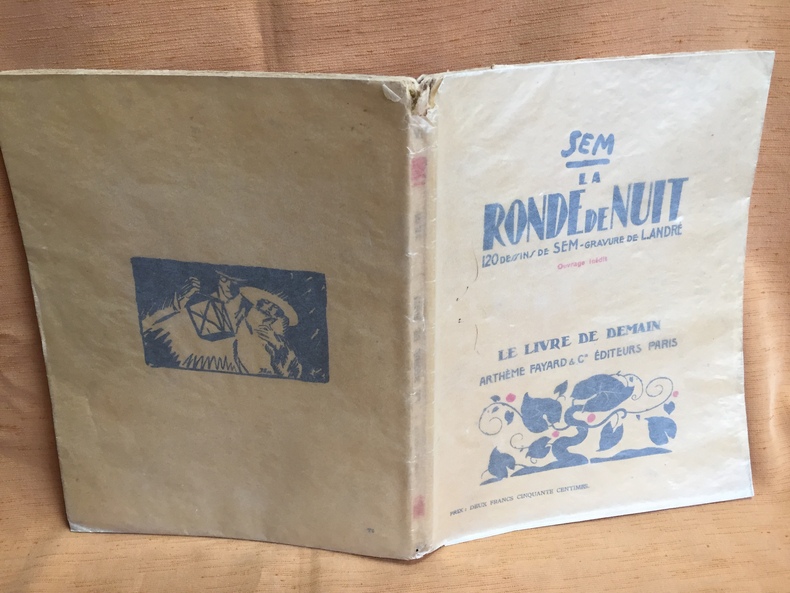 SEM
LA
RONDE DE NUIT
120 DESSINS DE SEM - GRAVURE DE L. ANDRÉ
Ouvrage inédit
LE LIVRE DE DEMAIN
ARTHÈME FAYARD & Cie ÉDITEURS PARIS
PRIX : DEUX FRANCS CINQUANTE CENTIMES.